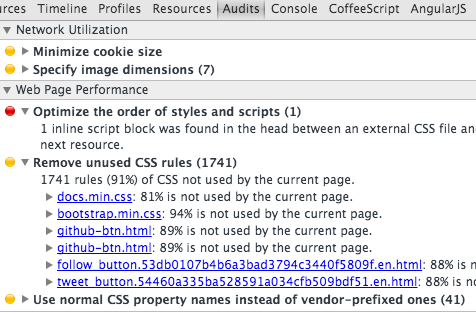 urces Timeline Profiles Resources Audits Console CoffeeScript AngularJS
Network Utilization
Minimize cookie size
Specify image dimensions (7)
Web Page Performance
Optimize the order of styles and scripts (1)
1 inline script block was found in the head between an external CSS file an
next resource.
Remove unused CSS rules (1741)
1741 rules (91%) of CSS not used by the current page.
docs.min.css: 81% is not used by the current page.
bootstrap.min.css: 94% is not used by the current page.
github-btn.html: 89% is not used by the current page.
github-btn.html: 89% is not used by the current page.
follow_button.53db0107b4b6a3bad3794c3440f5809f.en.html: 88% is n
tweet_button.54460a335ba528591a034cfb509bdf51.en.html: 88% is no
Use normal CSS property names instead of vendor-prefixed ones (41)